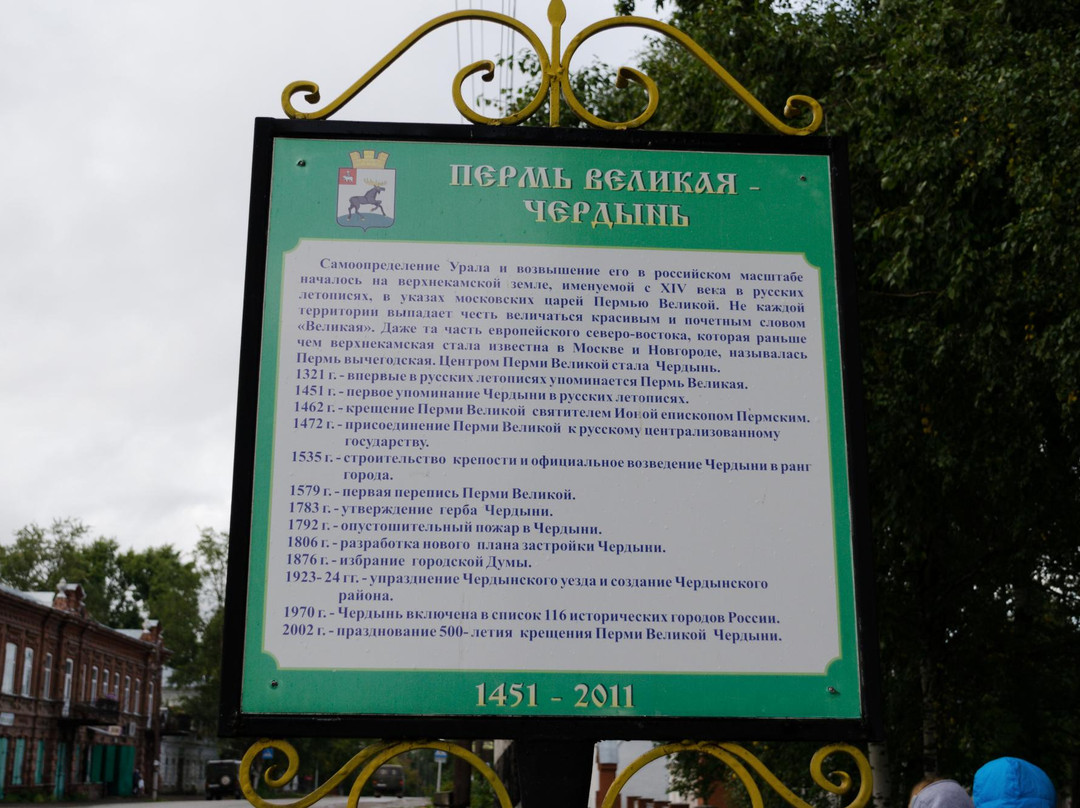 ПЕРМЬ ВЕЛИКАЯ -
ЧЕРДЫНЬ
Самоопределение Урала и возвышение его в российском масштабе
началось на верхнекамской земле, именуемой с XIV века в русских
летописях, в указах московских царей Пермью Великой. Не каждой
территории выпадает честь величаться красивым и почетным словом
«Великая». Даже та часть европейского северо-востока, которая раньше
чем верхнекамская стала известна в Москве и Новгороде, называлась
Пермь вычегодская. Центром Перми Великой стала Чердынь.
1321 г. - впервые в русских летописях упоминается Пермь Великая.
1451 г. - первое упоминание Чердыни в русских летописях.
1462 г. - крещение Перми Великой святителем Ионой епископом Пермским.
1472 г. - присоединение Перми Великой к русскому централизованному
государству.
1535 г. - строительство крепости и официальное возведение Чердыни в ранг
города.
1579 г. - первая перепись Перми Великой.
1783 г. - утверждение герба Чердыни.
1792 г. - опустошительный пожар в Чердыни.
1806 г. - разработка нового плана застройки Чердыни.
1876 г. - избрание городской Думы.
1923- 24 гг. - упразднение Чердынского уезда и создание Чердынского
района.
1970 г. - Чердынь включена в список 116 исторических городов России.
2002 г. - празднование 500- летия крещения Перми Великой Чердыни.
1451 - 2011